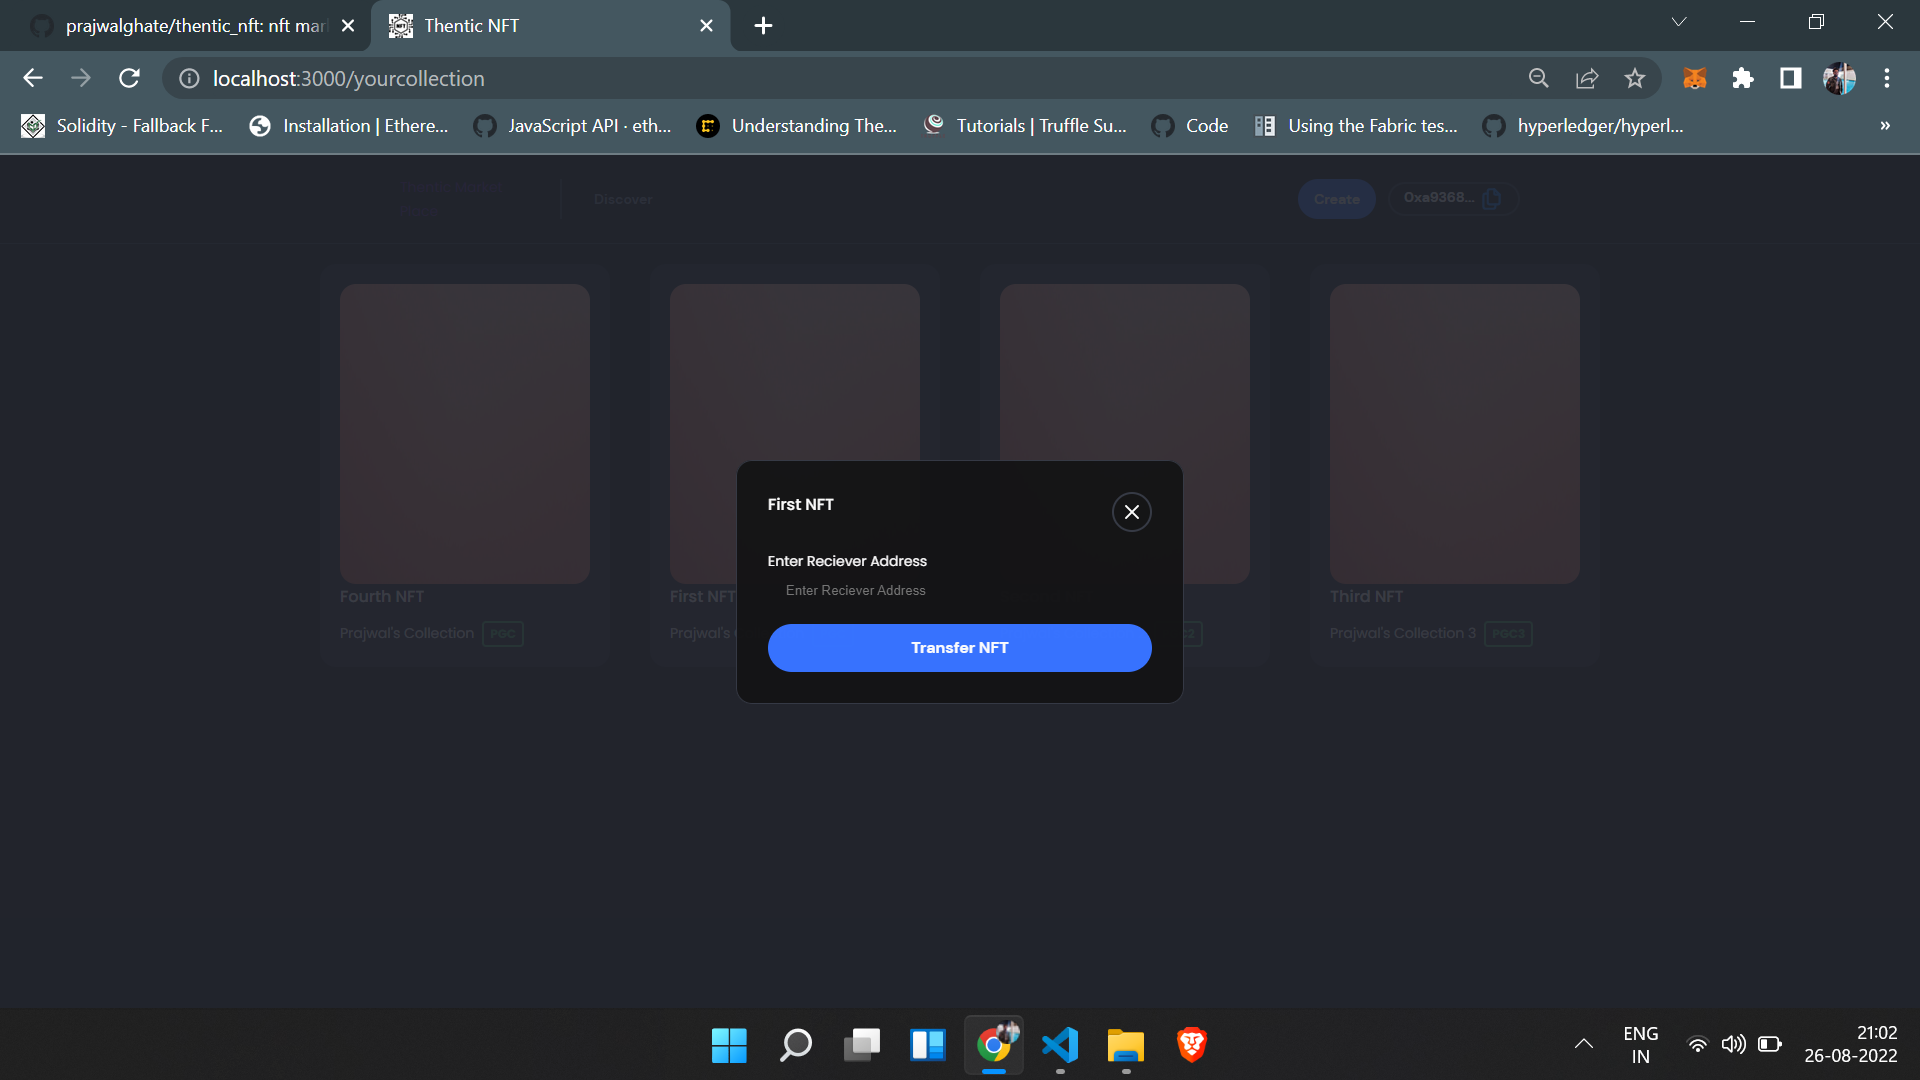 prajwalghate/thentic_nft: nft mar
Thentic NFT
localhost:3000/yourcollection
Solidity - Fallback F...
Installation | Ethere...
JavaScript API · eth...
Understanding The...
Tutorials | Truffle Su...
Code
Using the Fabric tes...
hyperledger/hyperl...
»
Discover
Create
0xa9368...
First NFT
Enter Reciever Address
Enter Reciever Address
Transfer NFT
Fourth NFT
Prajwal's Collection PGC
First NFT
Prajwal's
Third NFT
Prajwal's Collection 3 PGC3
ENG
IN
21:02
26-08-2022